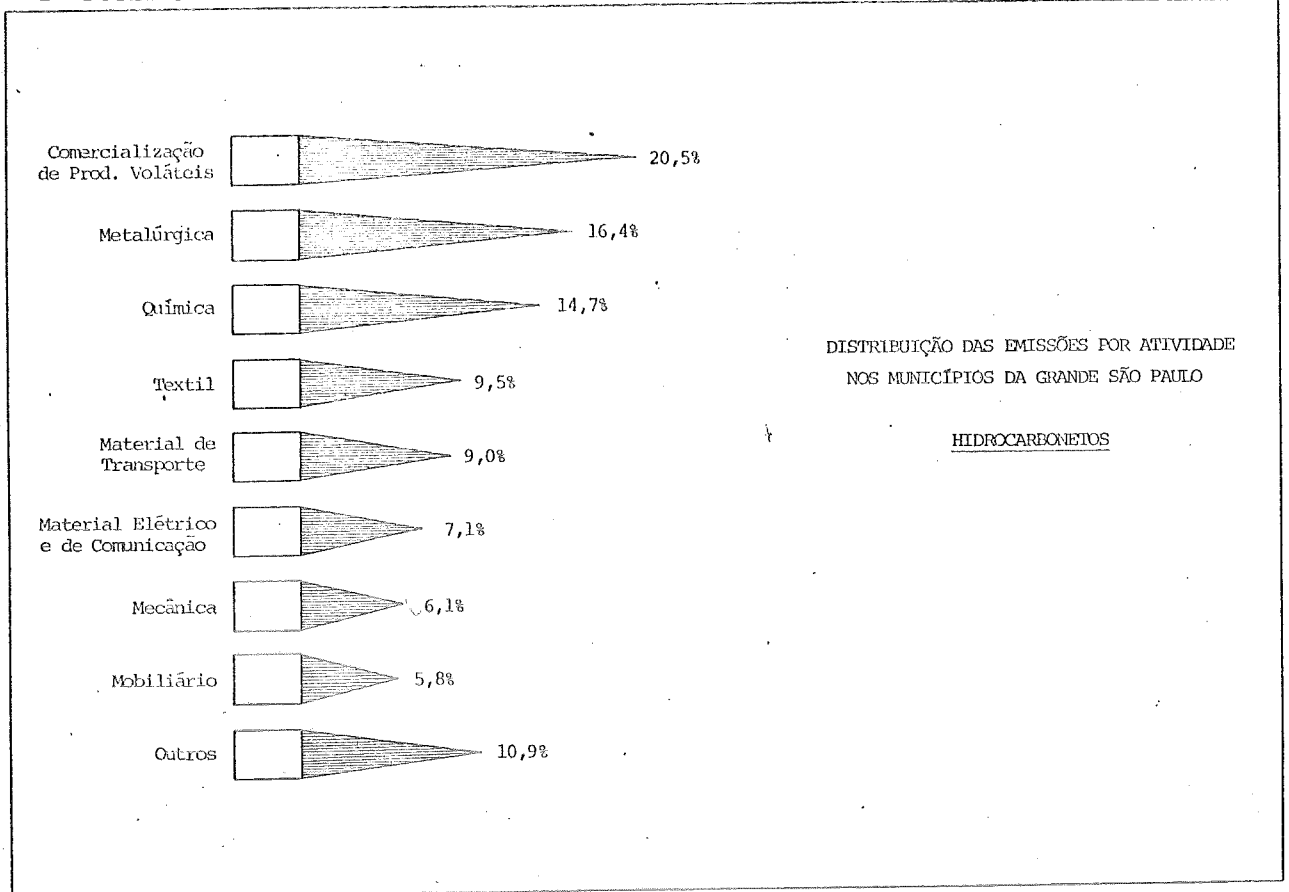 Comercialização
de Prod. Voláteis
20,5%
Metalúrgica
16,4%
Química
14,7%
Textil
9,5%
Material de
Transporte
9,0%
Material Elétrico
e de Comunicação
7,1%
Mecânica
6,1%
Mobiliário
5,8%
Outros
10,9%
DISTRIBUIÇÃO DAS EMISSÕES POR ATIVIDADE
NOS MUNICÍPIOS DA GRANDE SÃO PAULO
HIDROCARBONETOS